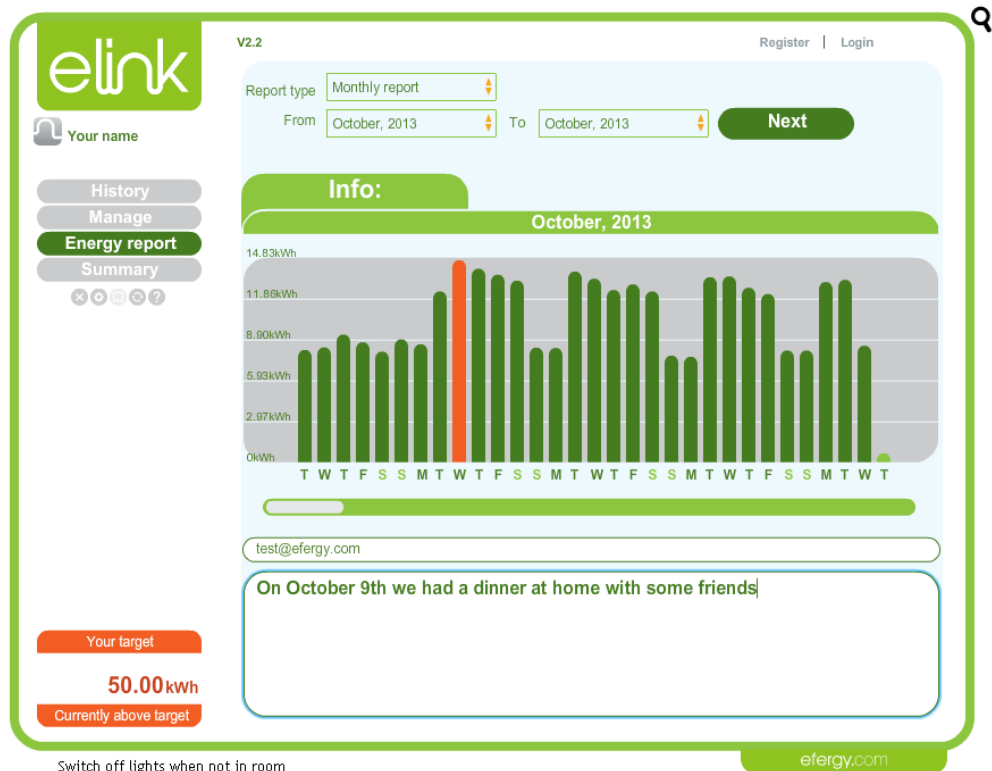 elink
V2.2
Register | Login
Report type Monthly report
From October, 2013 To October, 2013 Next
Your name
History
Manage
Energy report
Summary
Info:
October, 2013
14.83kWh
11.86kWh
8.90kWh
5.93kWh
2.97kWh
0kWh
T W T F S S M T W T F S S M T W T F S S M T W T F S S M T W T
test@efergy.com
On October 9th we had a dinner at home with some friends
Your target
50.00kWh
Currently above target
Switch off lights when not in room
efergy.com